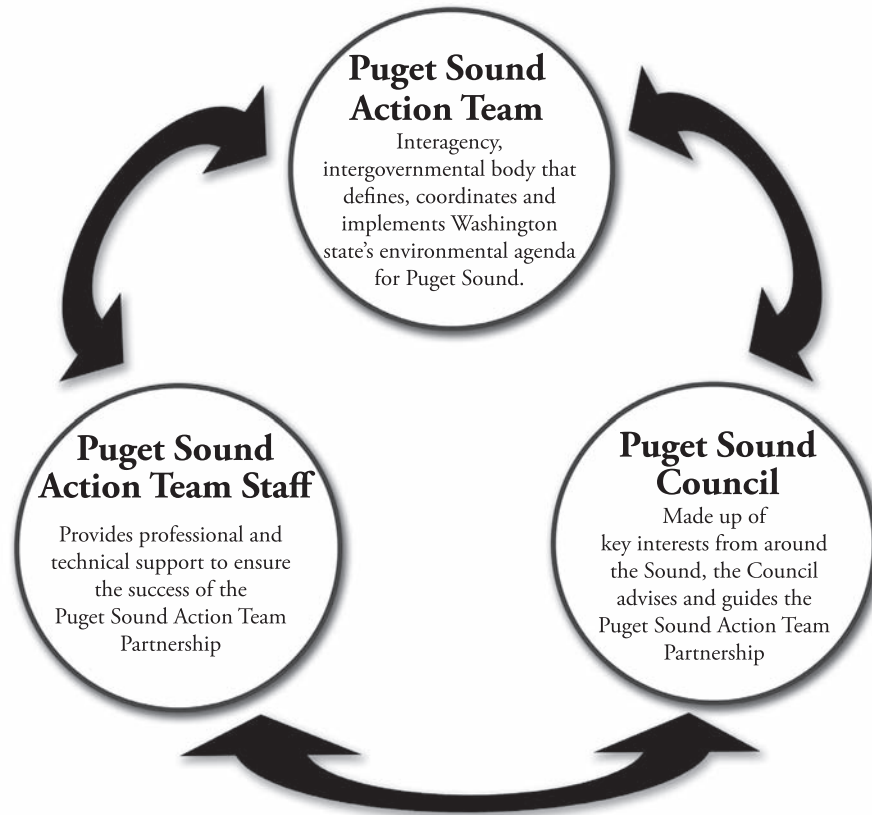 Puget Sound
Action Team
Interagency,
intergovernmental body that
defines, coordinates and
implements Washington
state's environmental agenda
for Puget Sound.
Puget Sound
Action Team Staff
Provides professional and
technical support to ensure
the success of the
Puget Sound Action Team
Partnership
Puget Sound
Council
Made up of
key interests from around
the Sound, the Council
advises and guides the
Puget Sound Action Team
Partnership